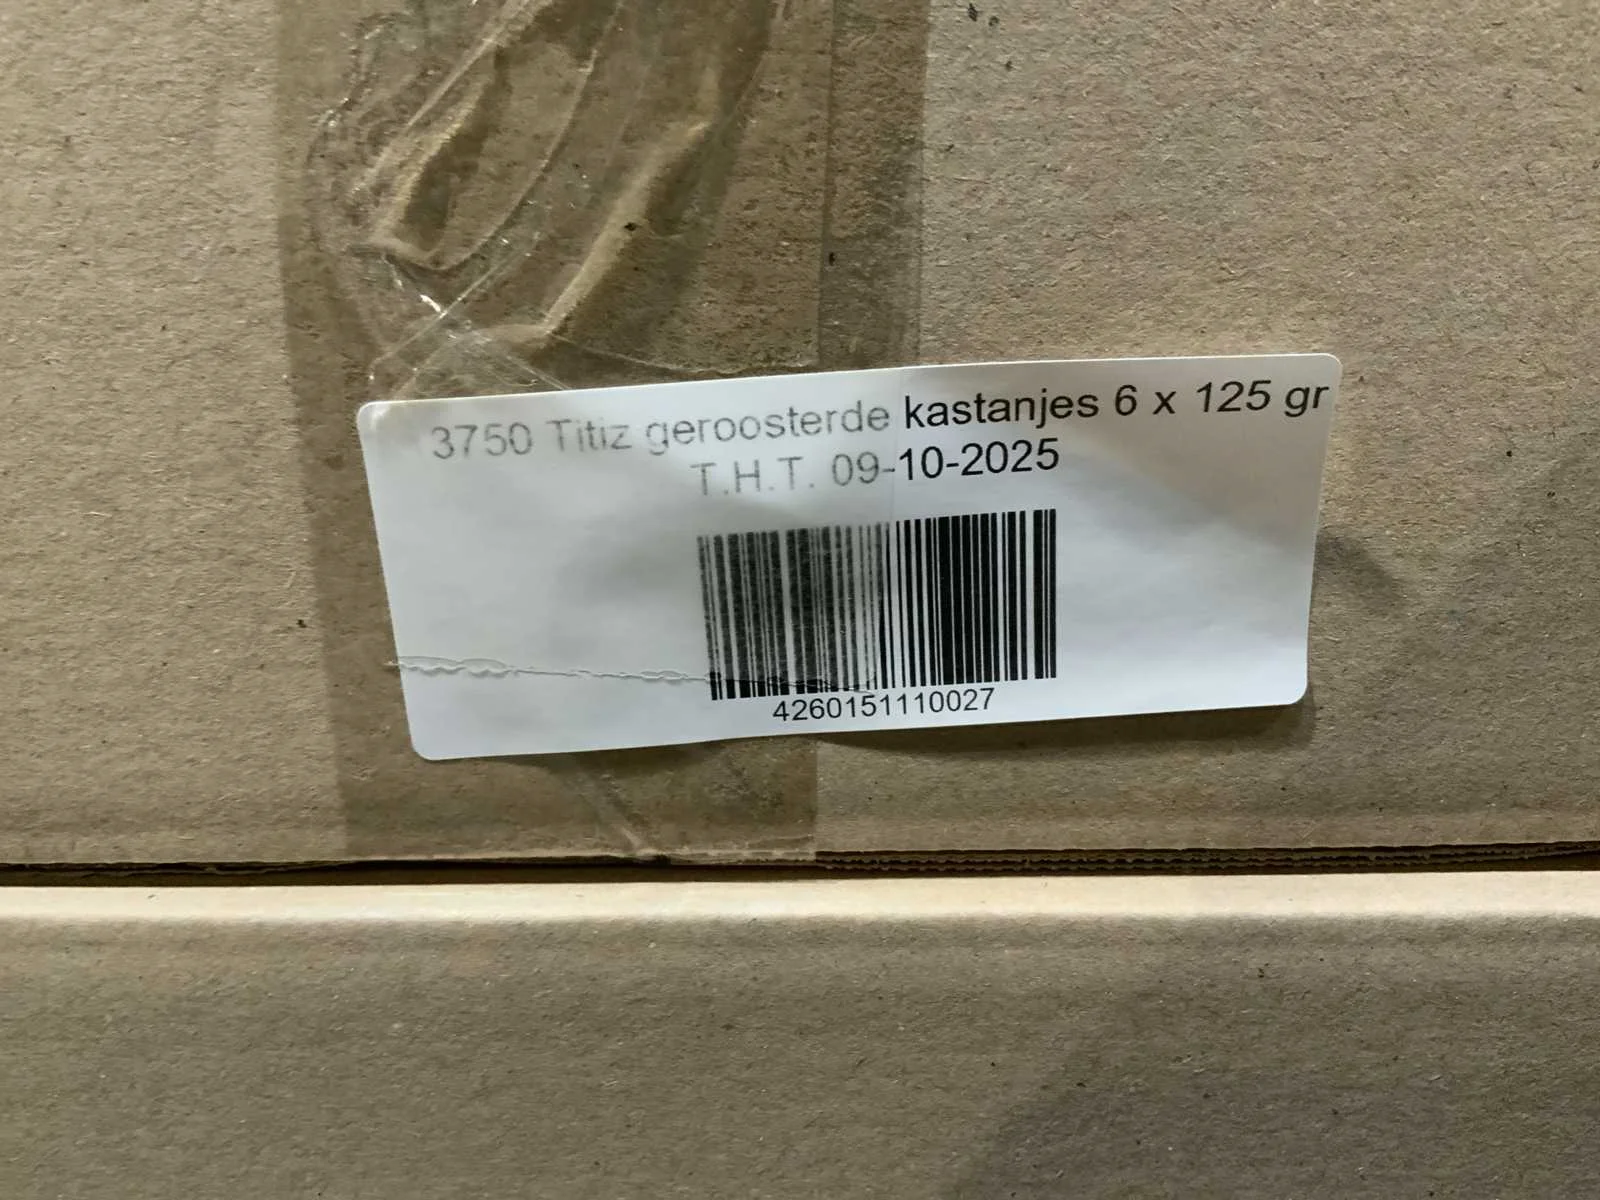 3750 Titiz geroosterde kastanjes 6 x 125 gr
T.H.T. 09-10-2025
4260151110027